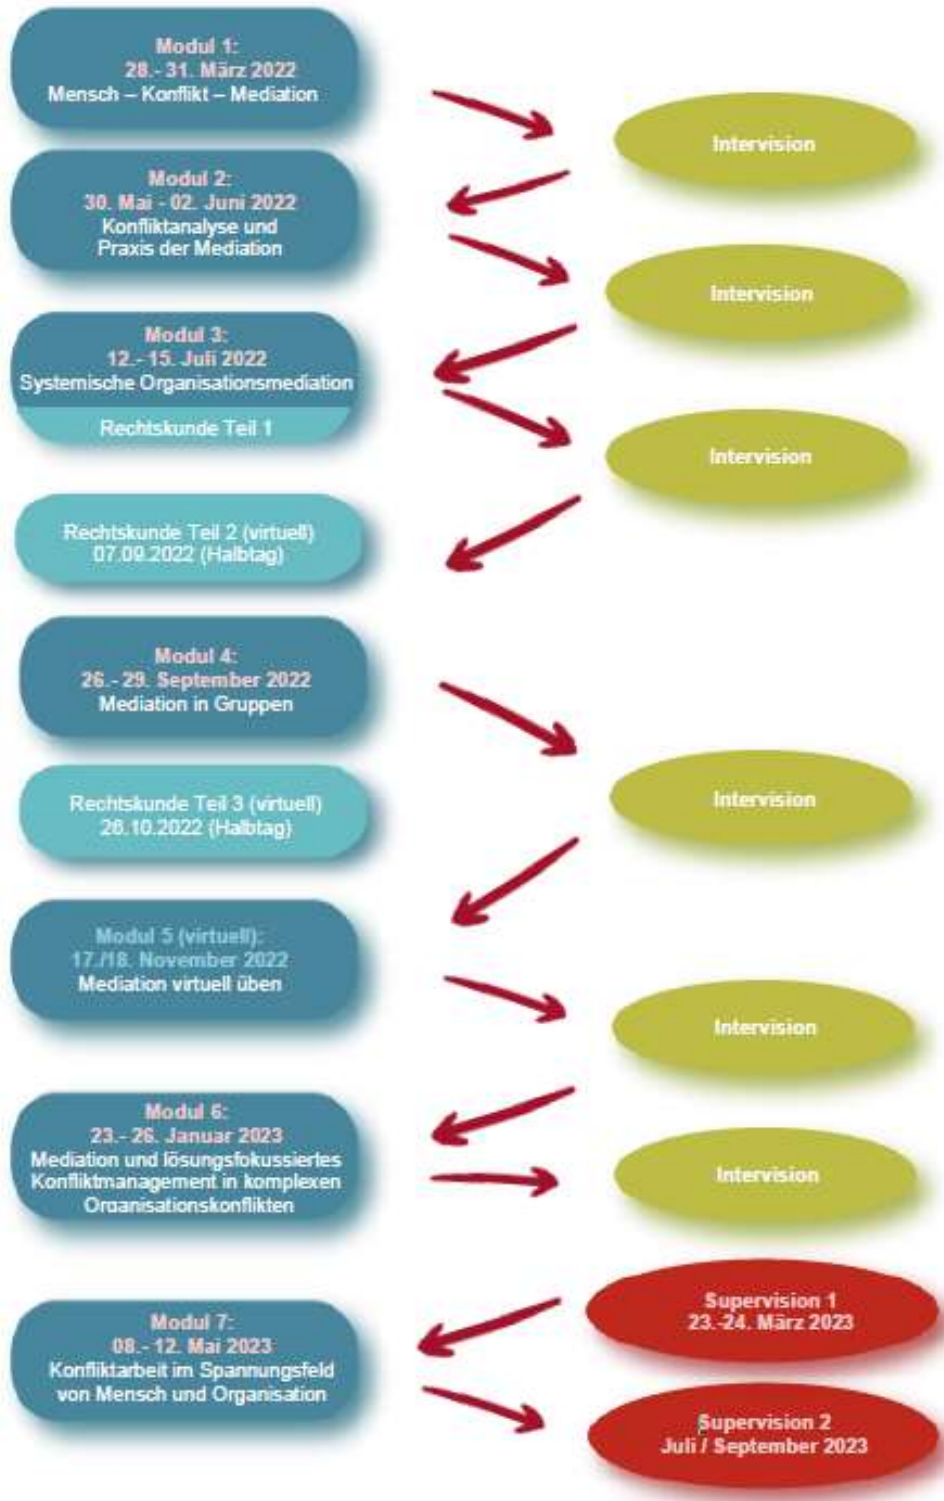 Modul 1:
28.- 31. März 2022
Mensch – Konflikt – Mediation
Intervision
Modul 2:
30. Mai - 02. Juni 2022
Konfliktanalyse und
Praxis der Mediation
Intervision
Modul 3:
12.- 15. Juli 2022
Systemische Organisationsmediation
Rechtskunde Teil 1
Intervision
Rechtskunde Teil 2 (virtuell)
07.09.2022 (Halbtag)
Modul 4:
26.- 29. September 2022
Mediation in Gruppen
Intervision
Rechtskunde Teil 3 (virtuell)
26.10.2022 (Halbtag)
Modul 5 (virtuell):
17./18. November 2022
Mediation virtuell üben
Intervision
Modul 6:
23.- 26. Januar 2023
Mediation und lösungsfokussiertes
Konfliktmanagement in komplexen
Organisationskonflikten
Intervision
Supervision 1
23.-24. März 2023
Modul 7:
08.- 12. Mai 2023
Konfliktarbeit im Spannungsfeld
von Mensch und Organisation
Supervision 2
Juli / September 2023